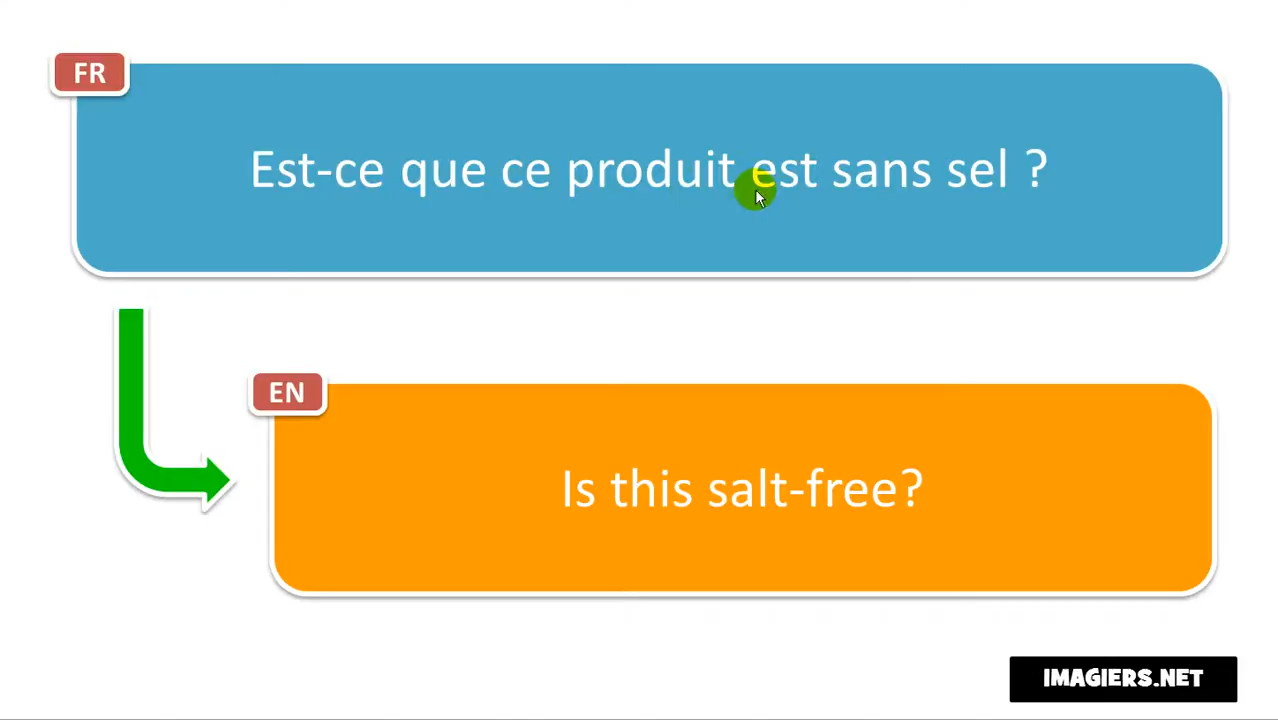 FR
Est-ce que ce produit est sans sel ?
EN
Is this salt-free?
IMAGIERS.NET